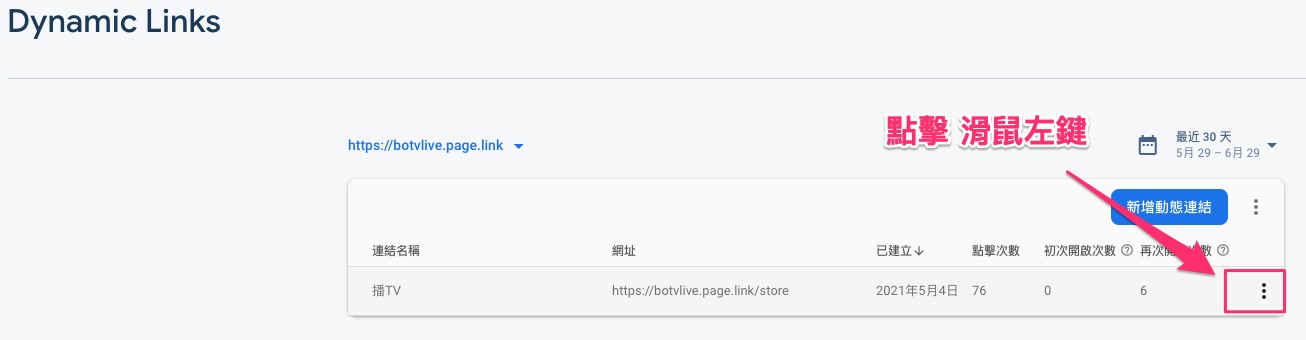 Dynamic Links
點擊 滑鼠左鍵
https://botvlive.page.link
最近 30 天
5月 29 – 6月 29
新增動態連結
連結名稱 網址 已建立↓ 點擊次數 初次開啟次數 再次開 次數
播TV https://botvlive.page.link/store 2021年5月4日 76 0 6